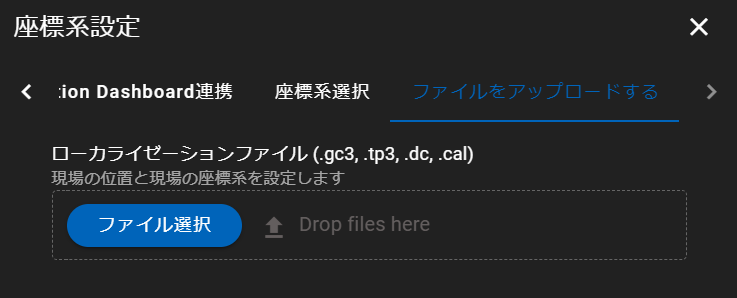 座標系設定
tion Dashboard連携 座標系選択 ファイルをアップロードする
ローカライゼーションファイル (.gc3, .tp3, .dc, .cal)
現場の位置と現場の座標系を設定します
ファイル選択 Drop files here